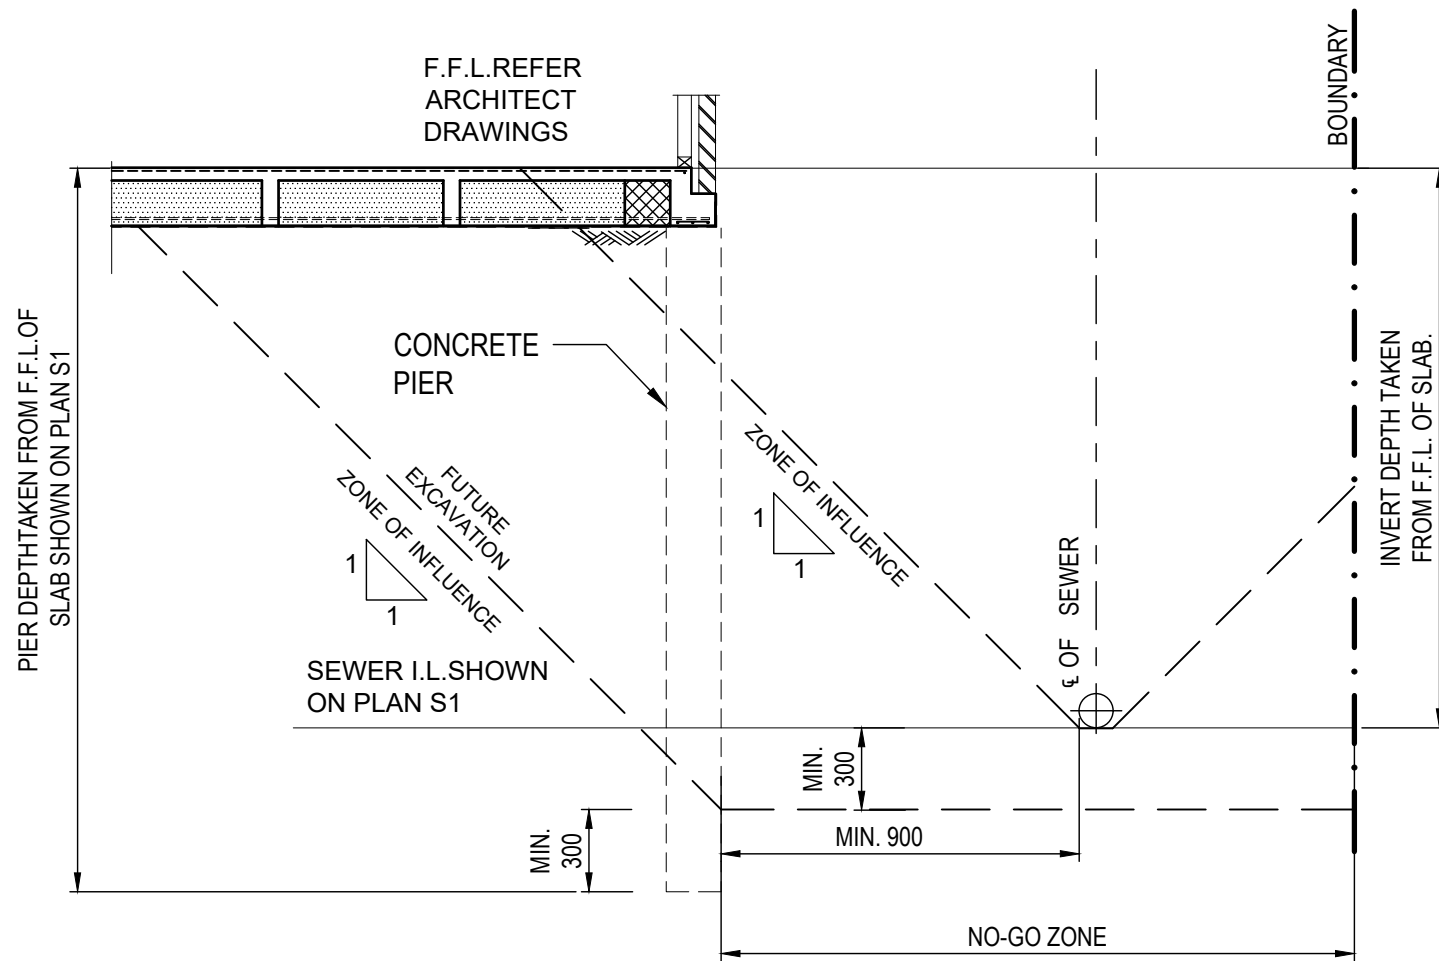 F.F.L.REFER
ARCHITECT
DRAWINGS
BOUNDARY
PIER DEPTHTAKEN FROM F.F.L.OF
SLAB SHOWN ON PLAN S1
CONCRETE
PIER
FUTURE
EXCAVATION
ZONE OF INFLUENCE
1
1
ZONE OF INFLUENCE
1
1
INVERT DEPTH TAKEN
FROM F.F.L. OF SLAB.
℄ OF SEWER
SEWER I.L.SHOWN
ON PLAN S1
MIN.
300
MIN.
300
MIN. 900
NO-GO ZONE